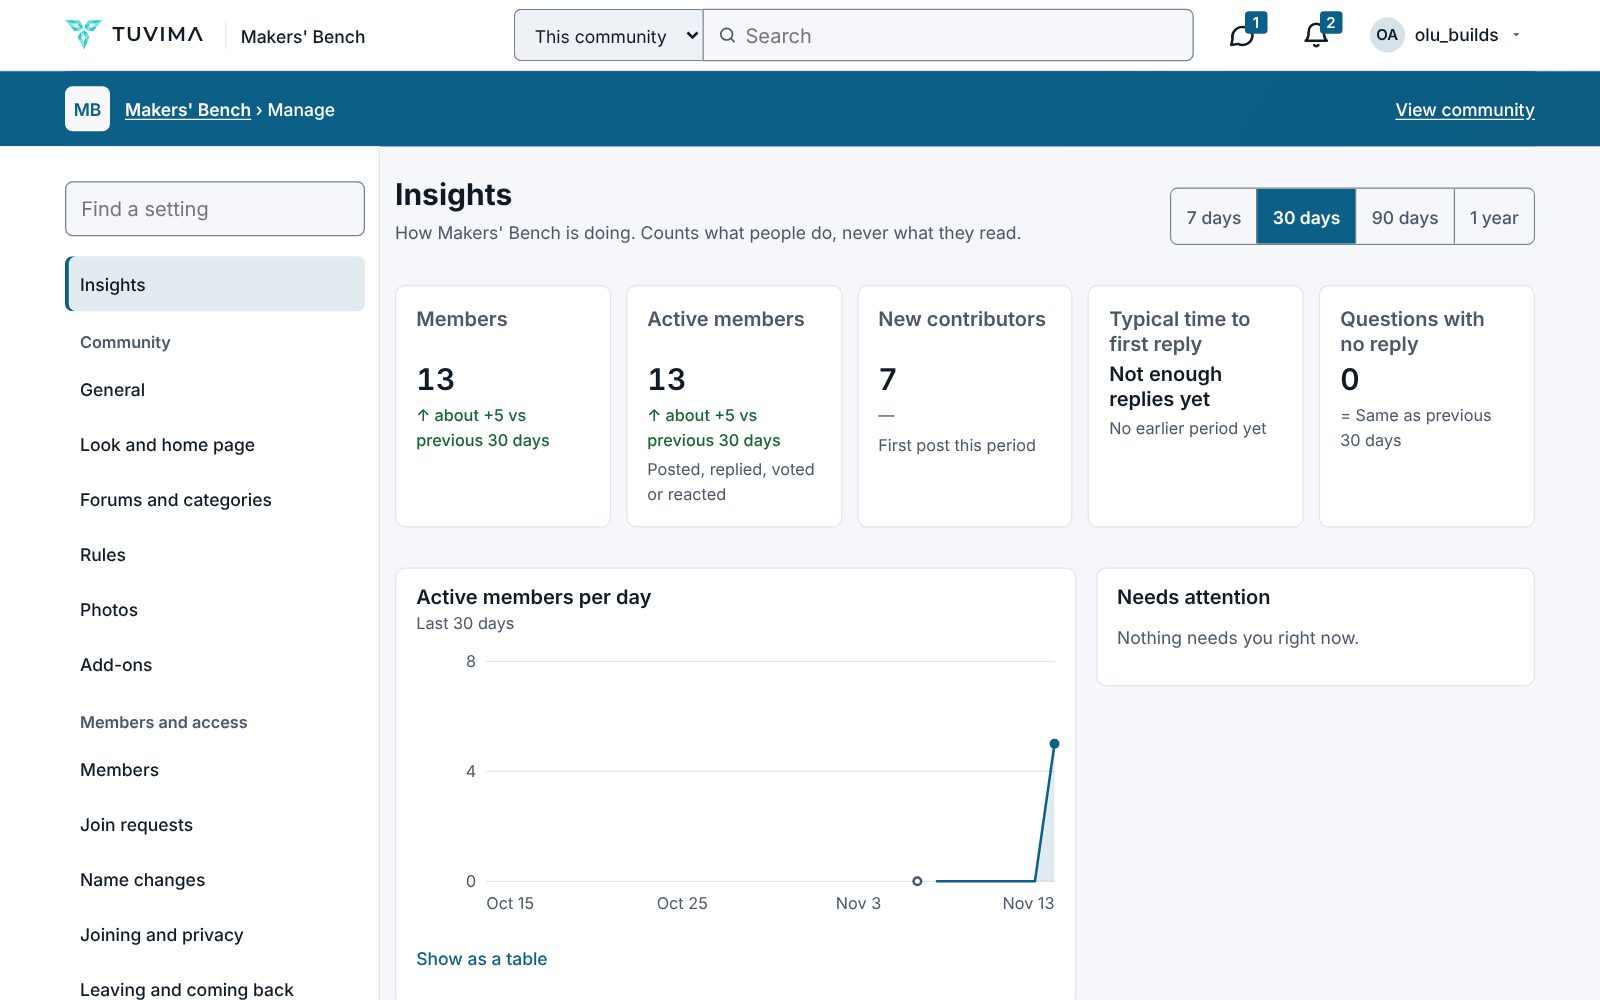 TUVIMA
Makers' Bench
This community
Search
1
2
OA
olu_builds
MB
Makers' Bench › Manage
View community
Find a setting
Insights
Community
General
Look and home page
Forums and categories
Rules
Photos
Add-ons
Members and access
Members
Join requests
Name changes
Joining and privacy
Leaving and coming back
Insights
How Makers' Bench is doing. Counts what people do, never what they read.
7 days
30 days
90 days
1 year
Members
13
↑ about +5 vs
previous 30 days
Active members
13
↑ about +5 vs
previous 30 days
Posted, replied, voted
or reacted
New contributors
7
—
First post this period
Typical time to
first reply
Not enough
replies yet
No earlier period yet
Questions with
no reply
0
= Same as previous
30 days
Active members per day
Last 30 days
8
4
0
Oct 15
Oct 25
Nov 3
Nov 13
Show as a table
Needs attention
Nothing needs you right now.